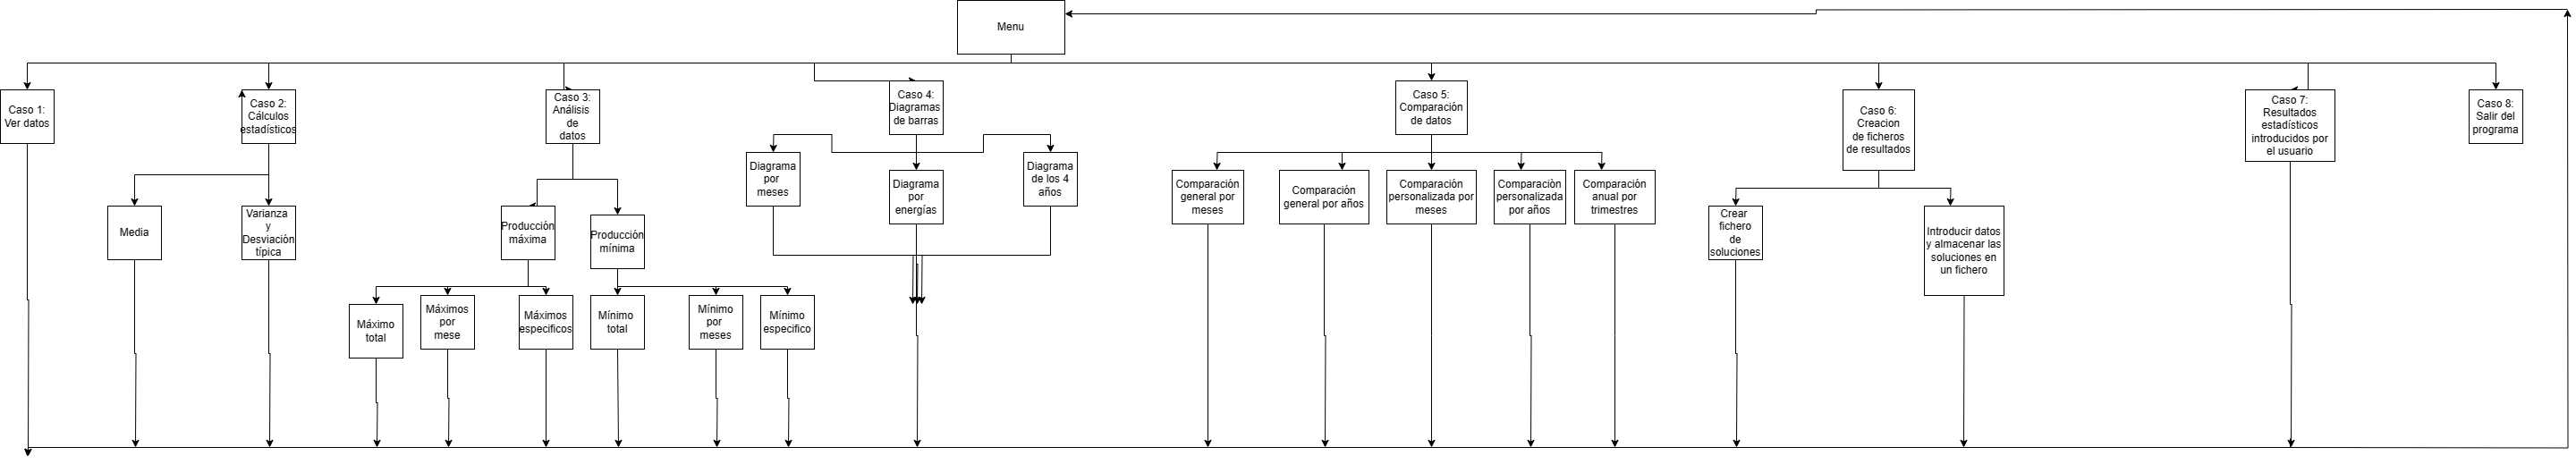 Menu
Caso 1:
Ver datos
Caso 2:
Cálculos
estadísticos
Caso 3:
Análisis
de
datos
Caso 4:
Diagramas
de barras
Caso 5:
Comparación
de datos
Caso 6:
Creacion
de ficheros
de resultados
Caso 7:
Resultados
estadísticos
introducidos por
el usuario
Caso 8:
Salir del
programa
Media
Varianza
y
Desviación
típica
Producción
máxima
Producción
mínima
Diagrama
por
meses
Diagrama
por
energías
Diagrama
de los 4
años
Comparación
general por
meses
Comparación
general por años
Comparación
personalizada por
meses
Comparaciòn
personalizada
por años
Comparación
anual por
trimestres
Crear
fichero
de
soluciones
Introducir datos
y almacenar las
soluciones en
un fichero
Máximo
total
Máximos
por
mese
Máximos
especificos
Mínimo
total
Mínimo
por
meses
Mínimo
especifico